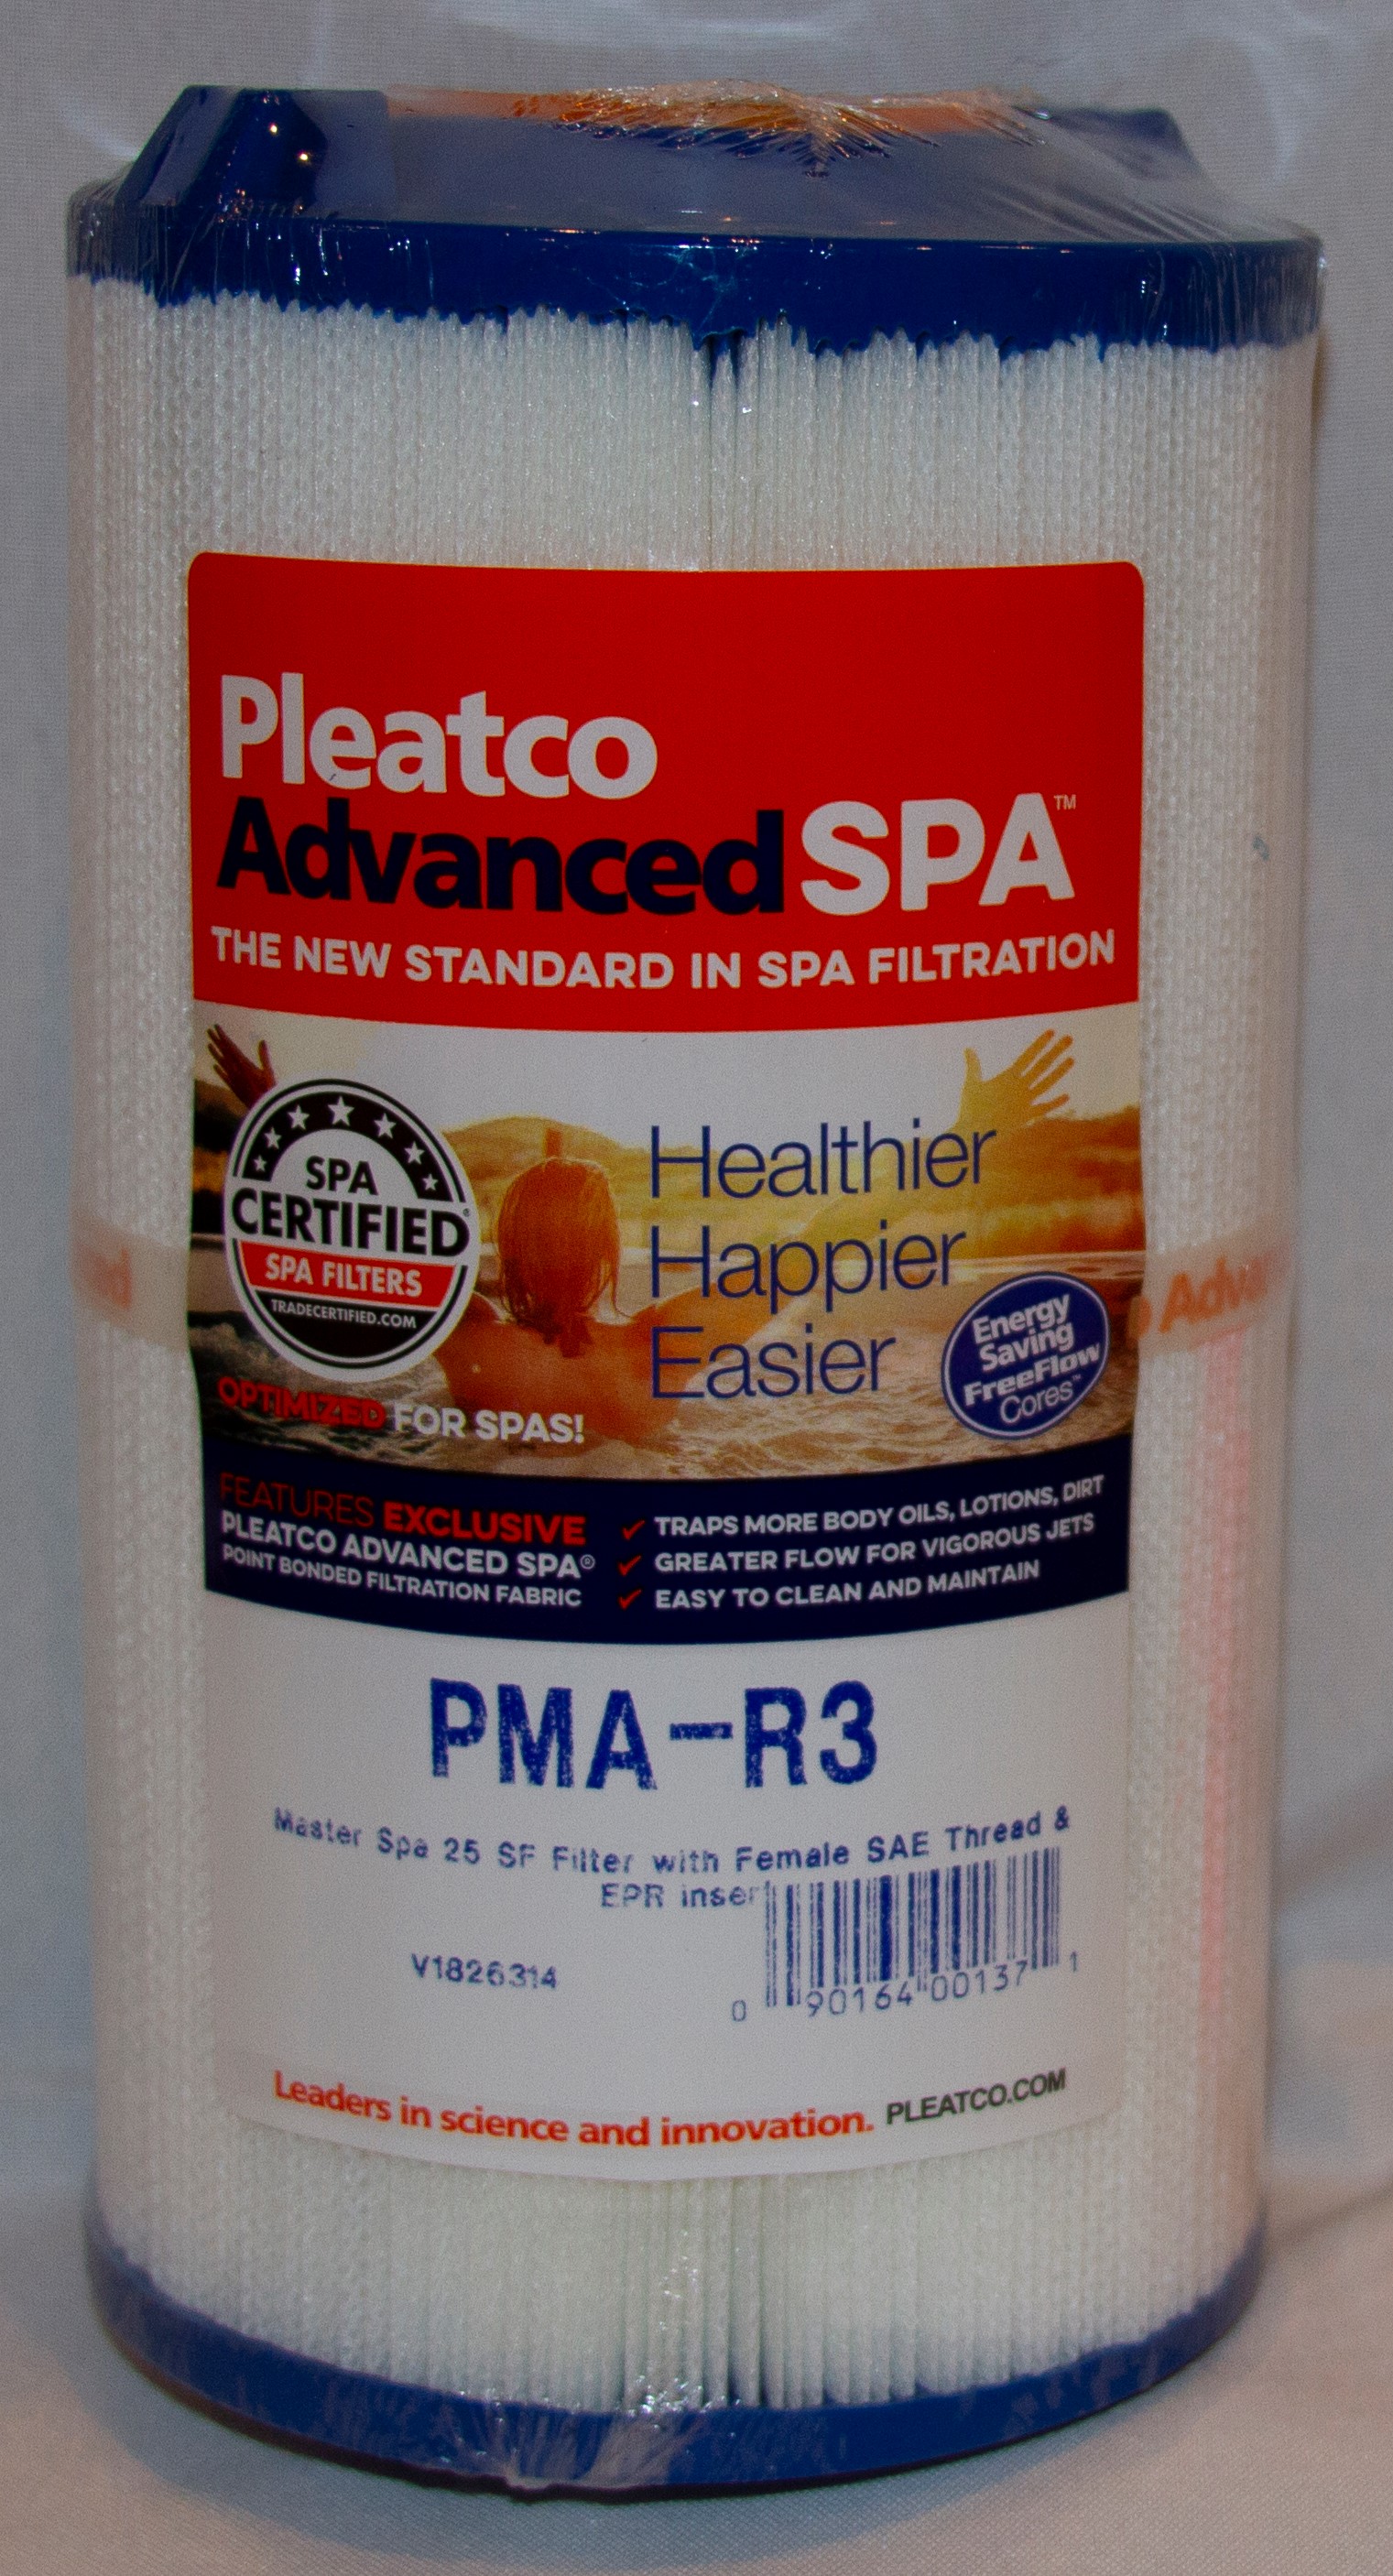 Pleatco
Advanced SPA™
THE NEW STANDARD IN SPA FILTRATION
SPA
CERTIFIED®
SPA FILTERS
TRADECERTIFIED.COM
Healthier
Happier
Easier
Energy
Saving
FreeFlow
Cores™
OPTIMIZED FOR SPAS!
FEATURES EXCLUSIVE
PLEATCO ADVANCED SPA®
POINT BONDED FILTRATION FABRIC
✓ TRAPS MORE BODY OILS, LOTIONS, DIRT
✓ GREATER FLOW FOR VIGOROUS JETS
✓ EASY TO CLEAN AND MAINTAIN
PMA-R3
Master Spa 25 SF Filter with Female SAE Thread &
EPR insert
V1826314
0 90164 00137 1
Leaders in science and innovation. PLEATCO.COM